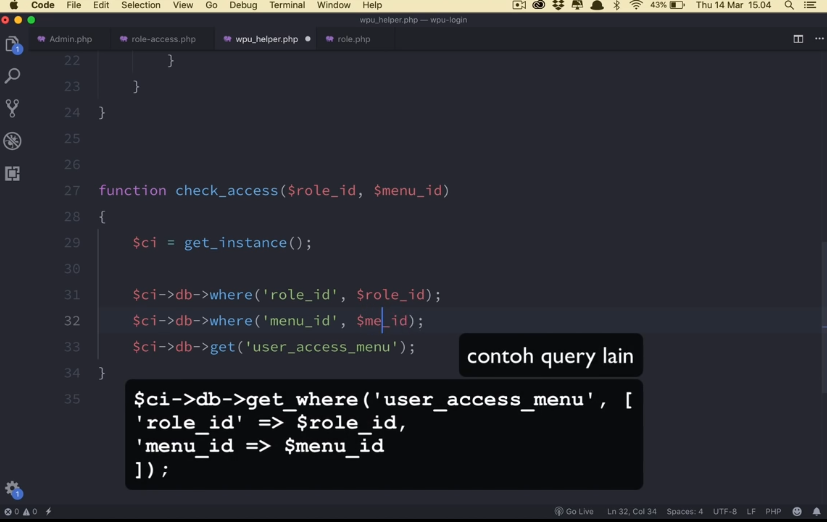 Code File Edit Selection View Go Debug Terminal Window Help 43% Thu 14 Mar 15.04
wpu_helper.php — wpu-login
Admin.php role-access.php wpu_helper.php role.php
22 }
23 }
24 }
25
26
27 function check_access($role_id, $menu_id)
28 {
29 $ci = get_instance();
30
31 $ci->db->where('role_id', $role_id);
32 $ci->db->where('menu_id', $me_id);
33 $ci->db->get('user_access_menu');
34 }
35
contoh query lain
$ci->db->get_where('user_access_menu', [
'role_id' => $role_id,
'menu_id => $menu_id
]);
1
1
0 0 Go Live Ln 32, Col 34 Spaces: 4 UTF-8 LF PHP